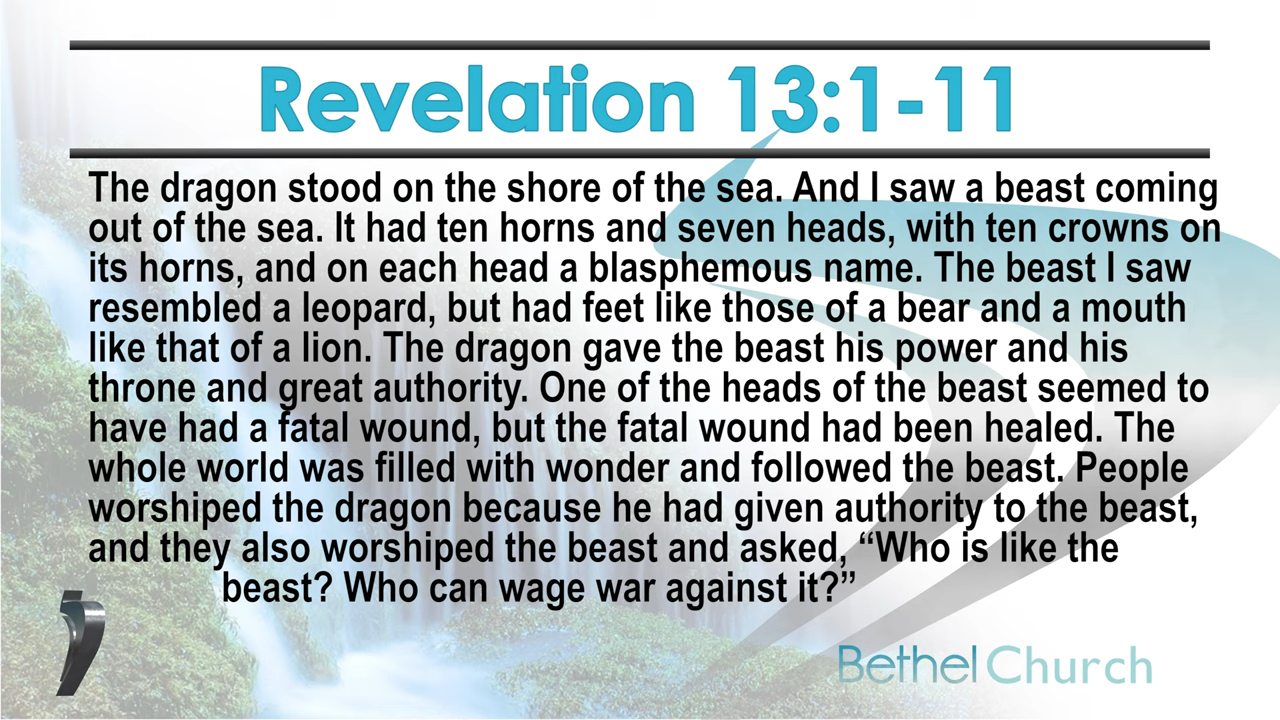 Revelation 13:1-11
The dragon stood on the shore of the sea. And I saw a beast coming
out of the sea. It had ten horns and seven heads, with ten crowns on
its horns, and on each head a blasphemous name. The beast I saw
resembled a leopard, but had feet like those of a bear and a mouth
like that of a lion. The dragon gave the beast his power and his
throne and great authority. One of the heads of the beast seemed to
have had a fatal wound, but the fatal wound had been healed. The
whole world was filled with wonder and followed the beast. People
worshiped the dragon because he had given authority to the beast,
and they also worshiped the beast and asked, “Who is like the
beast? Who can wage war against it?”
Bethel Church